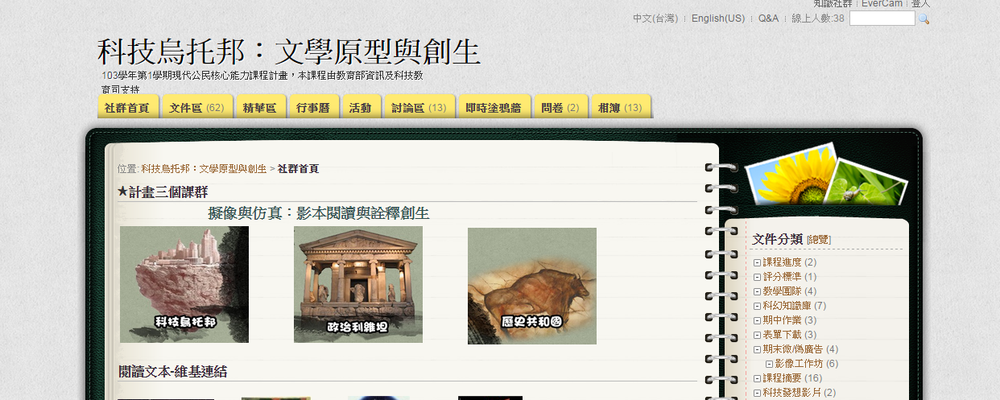 知識社群 EverCam 登入
中文(台灣) English(US) Q&A 線上人數:38
科技烏托邦：文學原型與創生
103學年第1學期現代公民核心能力課程計畫，本課程由教育部資訊及科技教
育司支持
社群首頁 文件區 (62) 精華區 行事曆 活動 討論區 (13) 即時塗鴉牆 問卷 (2) 相簿 (13)
位置: 科技烏托邦：文學原型與創生 > 社群首頁
★計畫三個課群
擬像與仿真：影本閱讀與詮釋創生
科技烏托邦 政治利維坦 歷史共和國
閱讀文本-維基連結
文件分類 [總覽]
課程進度 (2)
評分標準 (1)
教學團隊 (4)
科幻知識庫 (7)
期中作業 (3)
表單下載 (3)
期末微/偽廣告 (4)
影像工作坊 (6)
課程摘要 (16)
科技發想影片 (2)